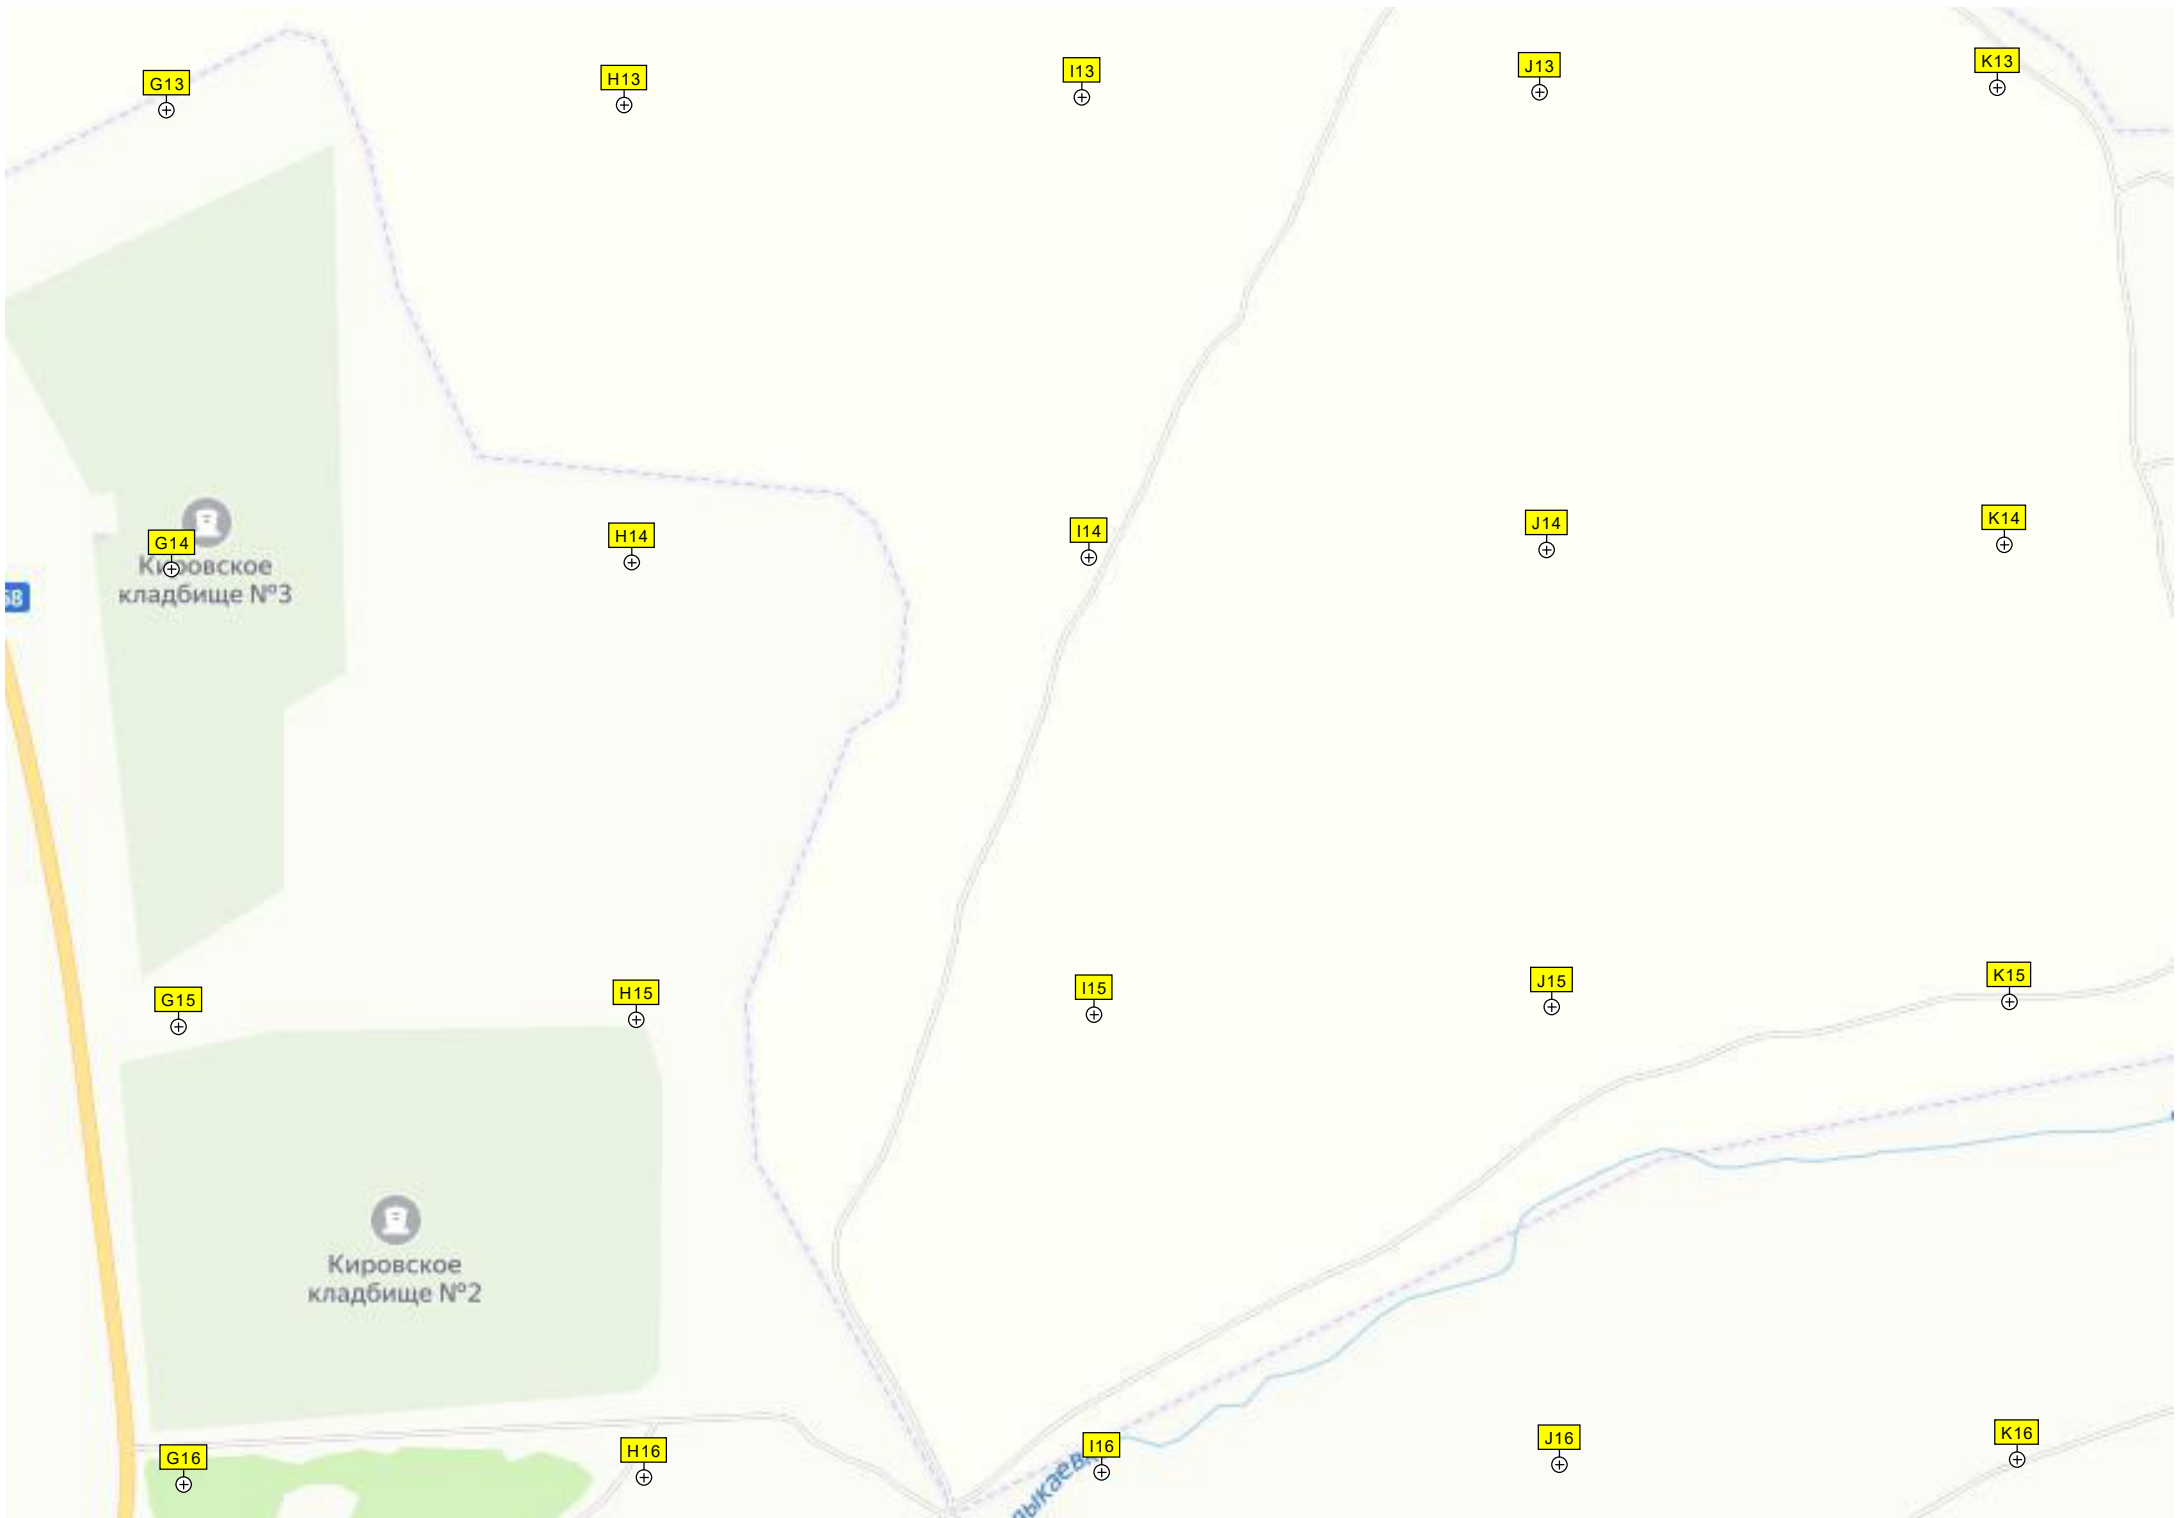 G13
H13
I13
J13
K13
G14
H14
I14
J14
K14
Кировское
кладбище №3
G15
H15
I15
J15
K15
Кировское
кладбище №2
G16
H16
I16
J16
K16